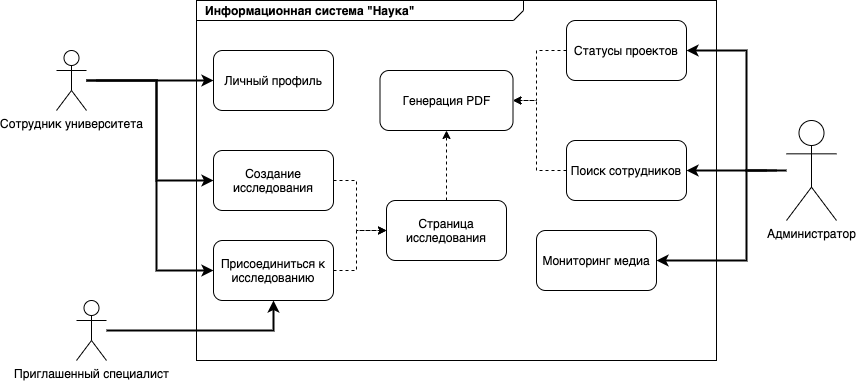 Информационная система "Наука"
Статусы проектов
Личный профиль
Генерация PDF
Сотрудник университета
Создание
исследования
Поиск сотрудников
Страница
исследования
Администратор
Присоединиться к
исследованию
Мониторинг медиа
Приглашенный специалист